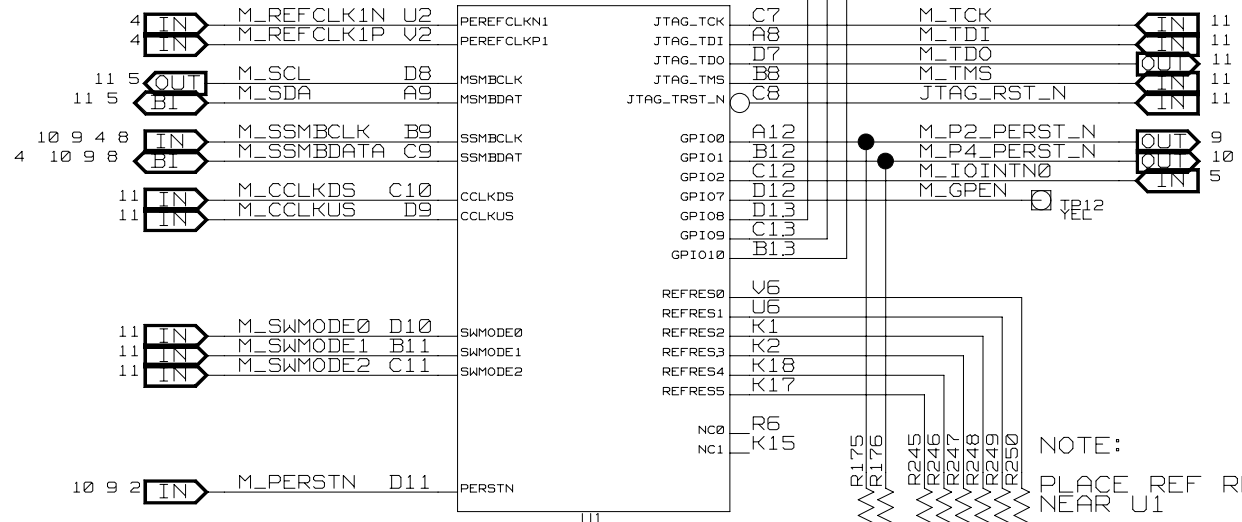 4 IN M_REFCLK1N U2 PEREFCLKN1 JTAG_TCK C7 M_TCK IN 11
4 IN M_REFCLK1P V2 PEREFCLKP1 JTAG_TDI A8 M_TDI IN 11
JTAG_TDO D7 M_TDO OUT 11
11 5 OUT M_SCL D8 MSMBCLK JTAG_TMS B8 M_TMS IN 11
11 5 BI M_SDA A9 MSMBDAT JTAG_TRST_N C8 JTAG_RST_N IN 11
10 9 4 8 IN M_SSMBCLK B9 SSMBCLK GPIO0 A12 M_P2_PERST_N OUT 9
4 10 9 8 BI M_SSMBDATA C9 SSMBDAT GPIO1 B12 M_P4_PERST_N OUT 10
GPIO2 C12 M_IOINTN0 IN 5
11 IN M_CCLKDS C10 CCLKDS GPIO7 D12 M_GPEN TP12
YEL
11 IN M_CCLKUS D9 CCLKUS GPIO8 D13
GPIO9 C13
GPIO10 B13
REFRES0 V6
REFRES1 U6
11 IN M_SWMODE0 D10 SWMODE0 REFRES2 K1
11 IN M_SWMODE1 B11 SWMODE1 REFRES3 K2
11 IN M_SWMODE2 C11 SWMODE2 REFRES4 K18
REFRES5 K17
NC0 R6
NC1 K15
R175 R176 R245 R246 R247 R248 R249 R250
NOTE:
10 9 2 IN M_PERSTN D11 PERSTN
PLACE REF
NEAR U1
U1